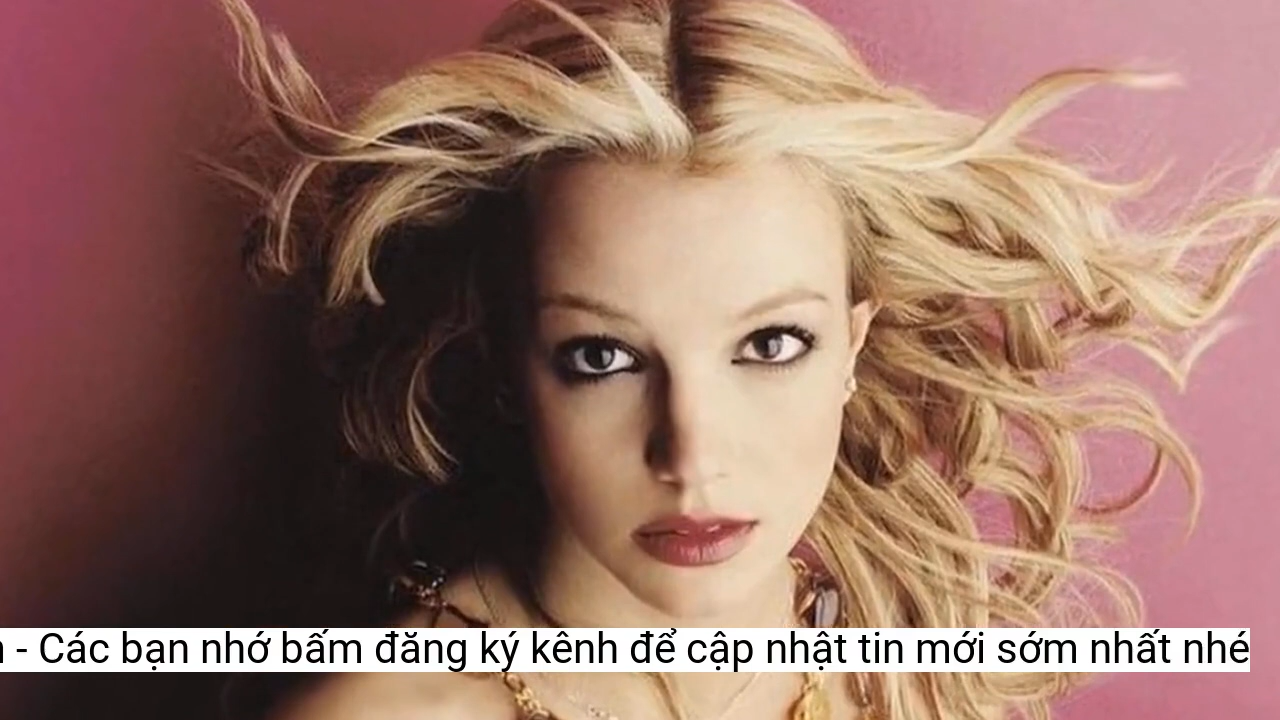 - Các bạn nhớ bấm đăng ký kênh để cập nhật tin mới sớm nhất nhé